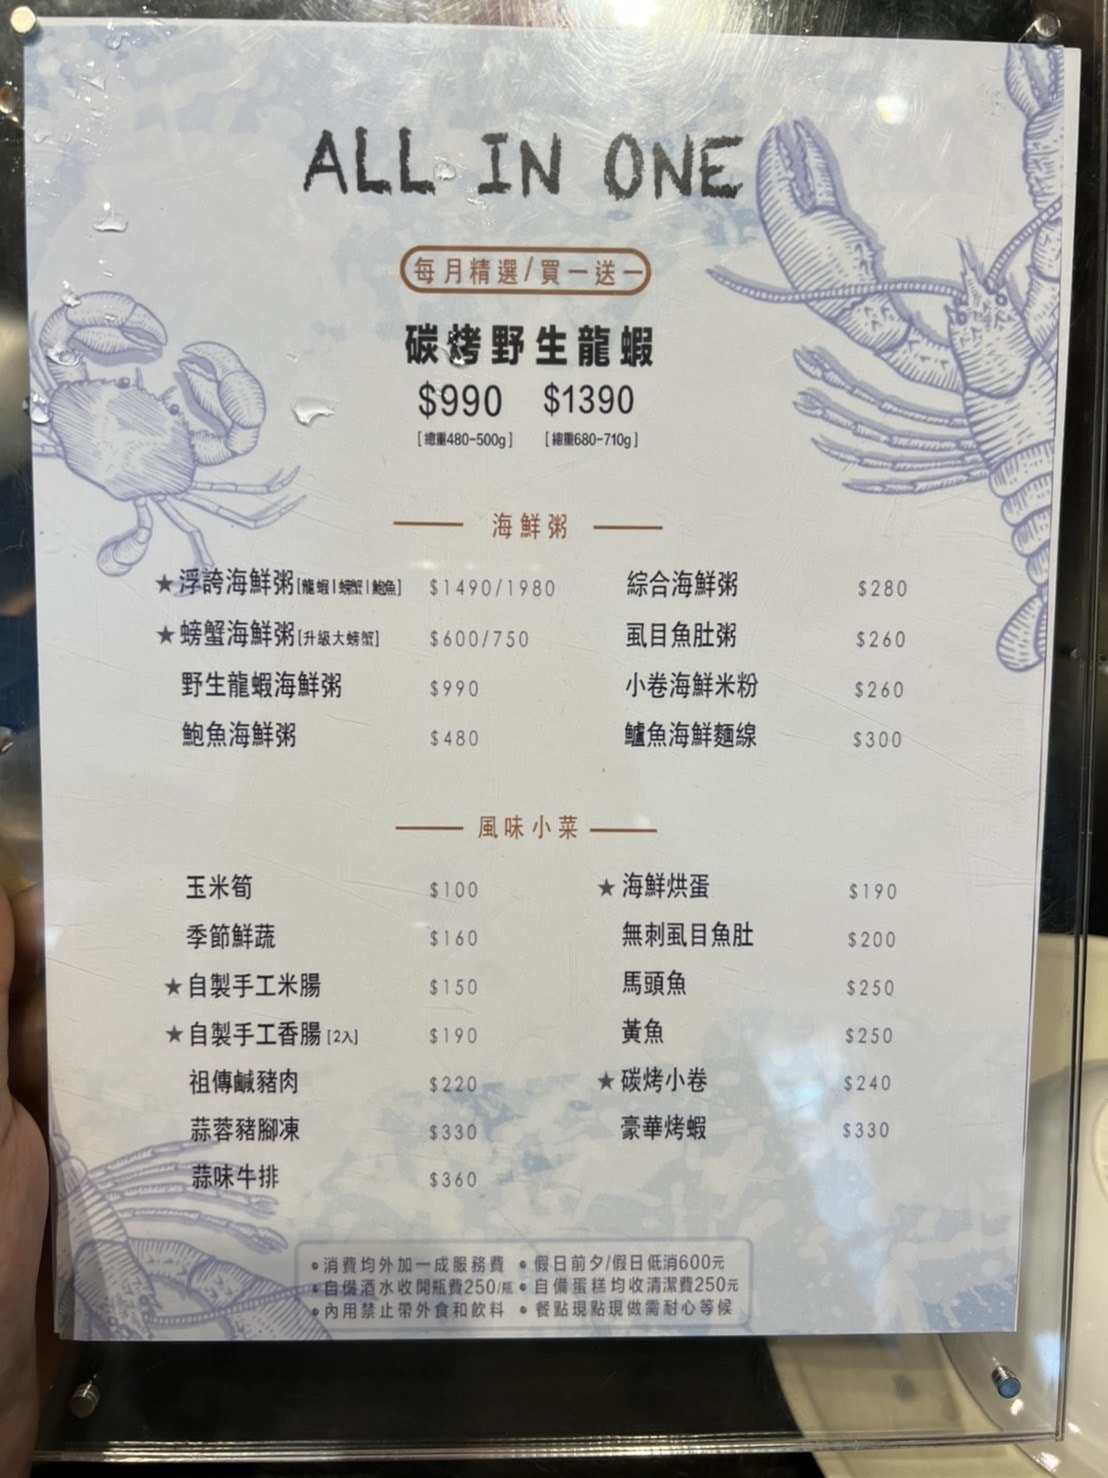 ALL IN ONE
每月精選/買一送一
碳烤野生龍蝦
$990 $1390
[總重480-500g] [總重680-710g]
海鮮粥
★浮誇海鮮粥[龍蝦|螃蟹|鮑魚] $1490/1980
★螃蟹海鮮粥[升級大螃蟹] $600/750
野生龍蝦海鮮粥 $990
鮑魚海鮮粥 $480
綜合海鮮粥 $280
虱目魚肚粥 $260
小卷海鮮米粉 $260
鱸魚海鮮麵線 $300
風味小菜
玉米筍 $100
季節鮮蔬 $160
★自製手工米腸 $150
★自製手工香腸[2入] $190
祖傳鹹豬肉 $220
蒜蓉豬腳凍 $330
蒜味牛排 $360
★海鮮烘蛋 $190
無刺虱目魚肚 $200
馬頭魚 $250
黃魚 $250
★碳烤小卷 $240
豪華烤蝦 $330
•消費均外加一成服務費 •假日前夕/假日低消600元
•自備酒水收開瓶費250/瓶 •自備蛋糕均收清潔費250元
•內用禁止帶外食和飲料 •餐點現點現做需耐心等候